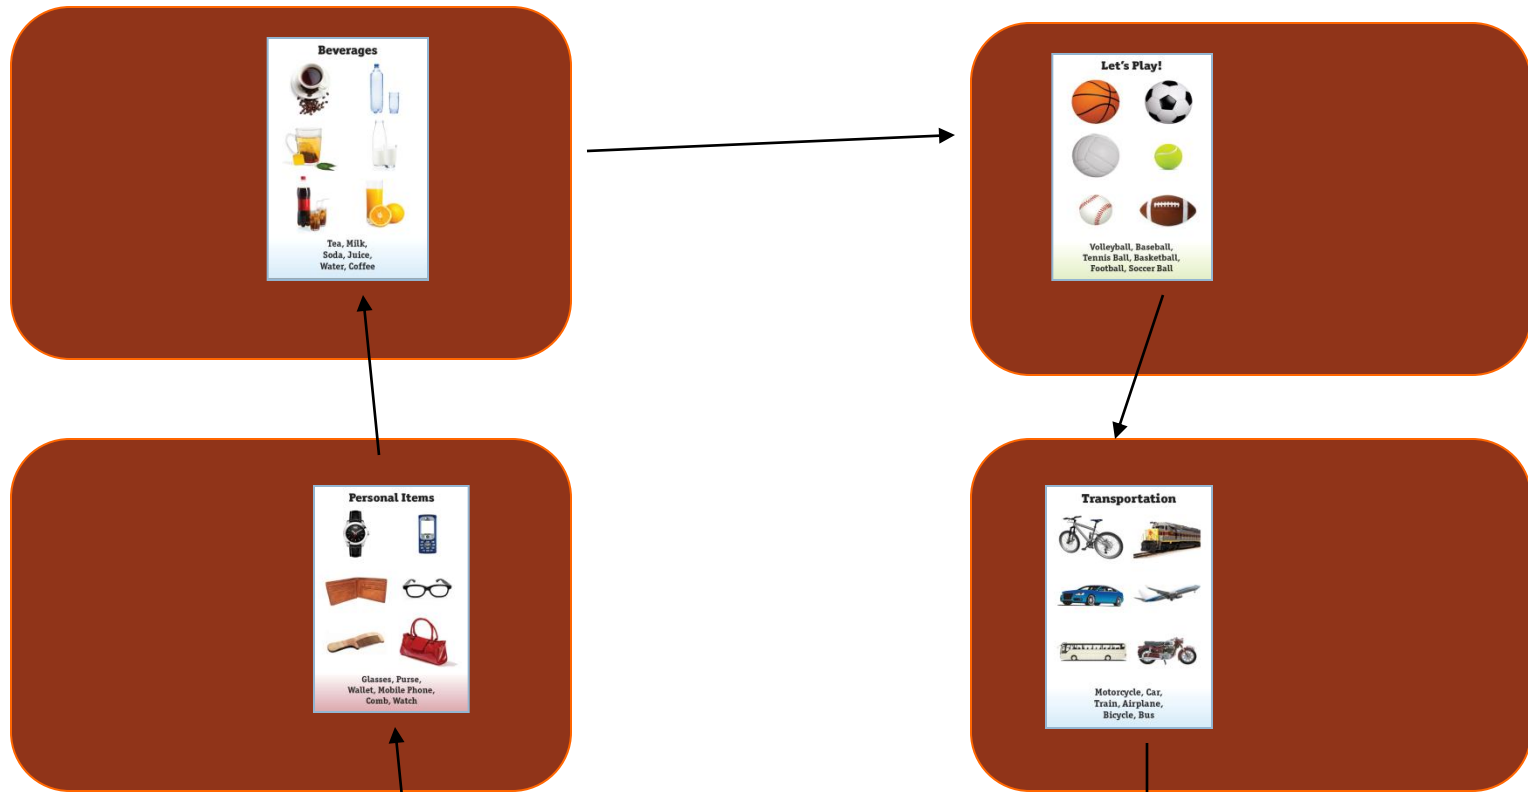 Beverages
Tea, Milk,
Soda, Juice,
Water, Coffee
Let's Play!
Volleyball, Baseball,
Tennis Ball, Basketball,
Football, Soccer Ball
Personal Items
Glasses, Purse,
Wallet, Mobile Phone,
Comb, Watch
Transportation
Motorcycle, Car,
Train, Airplane,
Bicycle, Bus